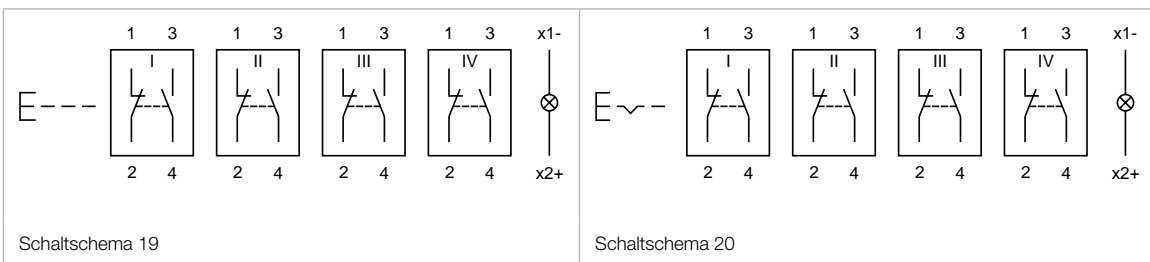 1 3 1 3 1 3 1 3 x1-
I II III IV
2 4 2 4 2 4 2 4 x2+
Schaltschema 19
1 3 1 3 1 3 1 3 x1-
I II III IV
2 4 2 4 2 4 2 4 x2+
Schaltschema 20